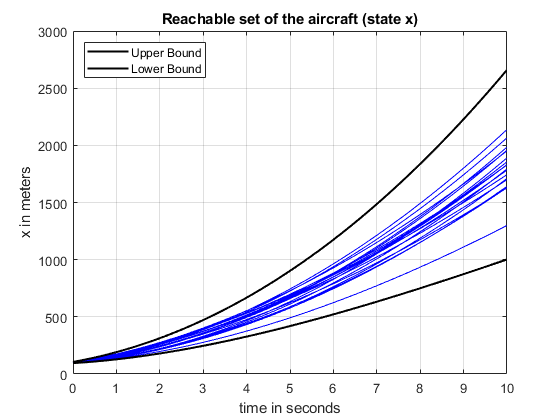 Reachable set of the aircraft (state x)
3000
Upper Bound
Lower Bound
2500
2000
1500
1000
500
0
x in meters
0 1 2 3 4 5 6 7 8 9 10
time in seconds